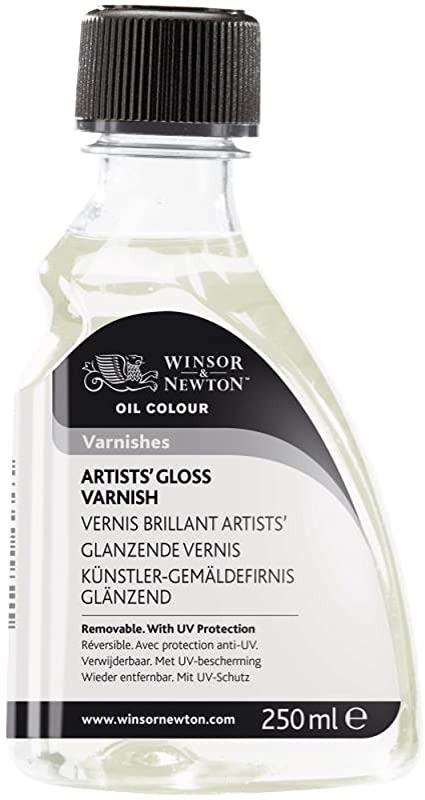 WINSOR
&
NEWTON™
OIL COLOUR
Varnishes
ARTISTS' GLOSS
VARNISH
VERNIS BRILLANT ARTISTS'
GLANZENDE VERNIS
KÜNSTLER-GEMÄLDEFIRNIS
GLÄNZEND
Removable. With UV Protection
Réversible. Avec protection anti-UV.
Verwijderbaar. Met UV-bescherming
Wieder entfernbar. Mit UV-Schutz
www.winsornewton.com 250 ml ℮